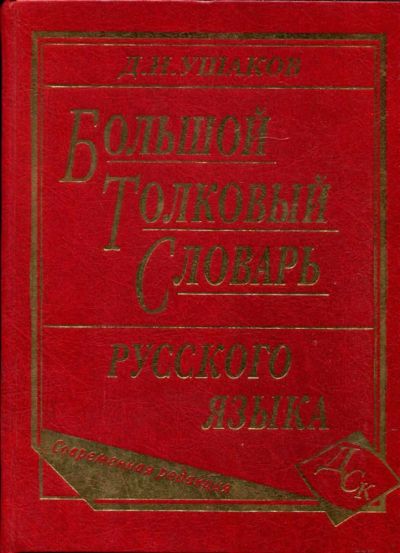 Д.Н.УШАКОВ
БОЛЬШОЙ
ТОЛКОВЫЙ
СЛОВАРЬ
РУССКОГО
ЯЗЫКА
Современная редакция
ДСК